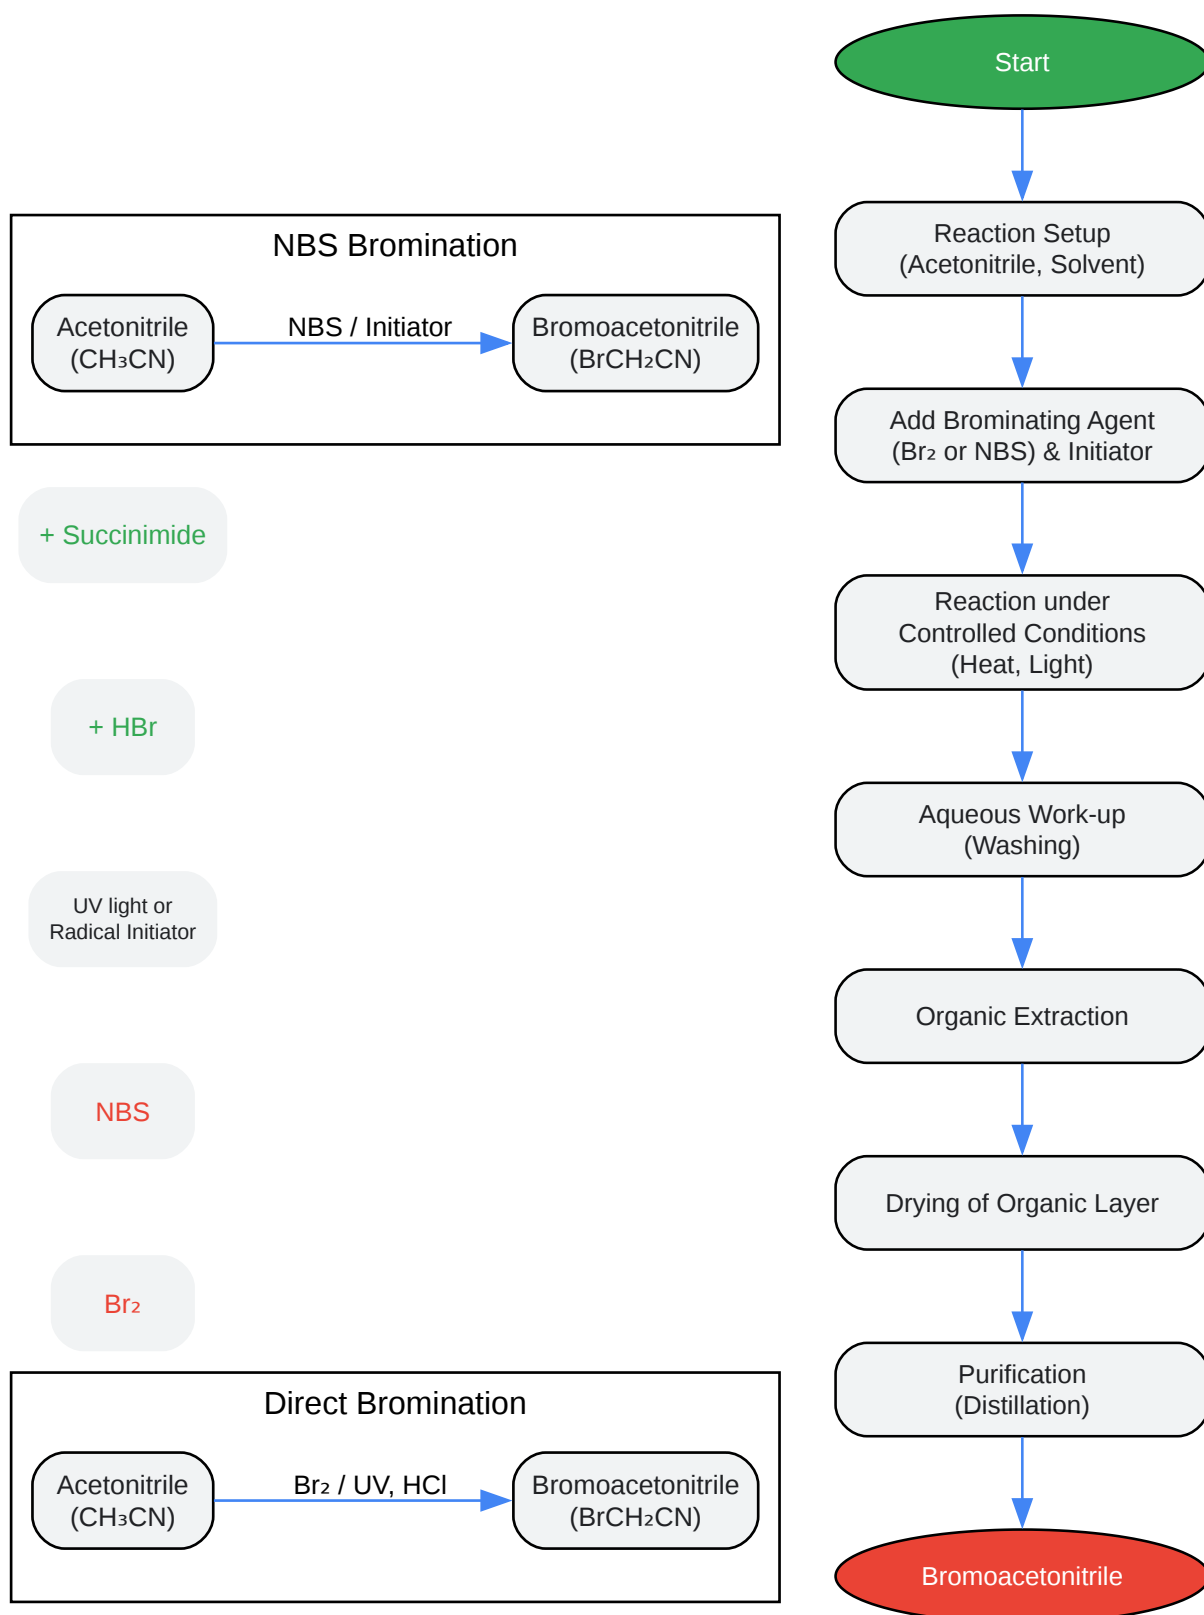 NBS Bromination
Acetonitrile
(CH₃CN)
NBS / Initiator
Bromoacetonitrile
(BrCH₂CN)
+ Succinimide
+ HBr
UV light or
Radical Initiator
NBS
Br₂
Direct Bromination
Acetonitrile
(CH₃CN)
Br₂ / UV, HCl
Bromoacetonitrile
(BrCH₂CN)
Start
Reaction Setup
(Acetonitrile, Solvent)
Add Brominating Agent
(Br₂ or NBS) & Initiator
Reaction under
Controlled Conditions
(Heat, Light)
Aqueous Work-up
(Washing)
Organic Extraction
Drying of Organic Layer
Purification
(Distillation)
Bromoacetonitrile